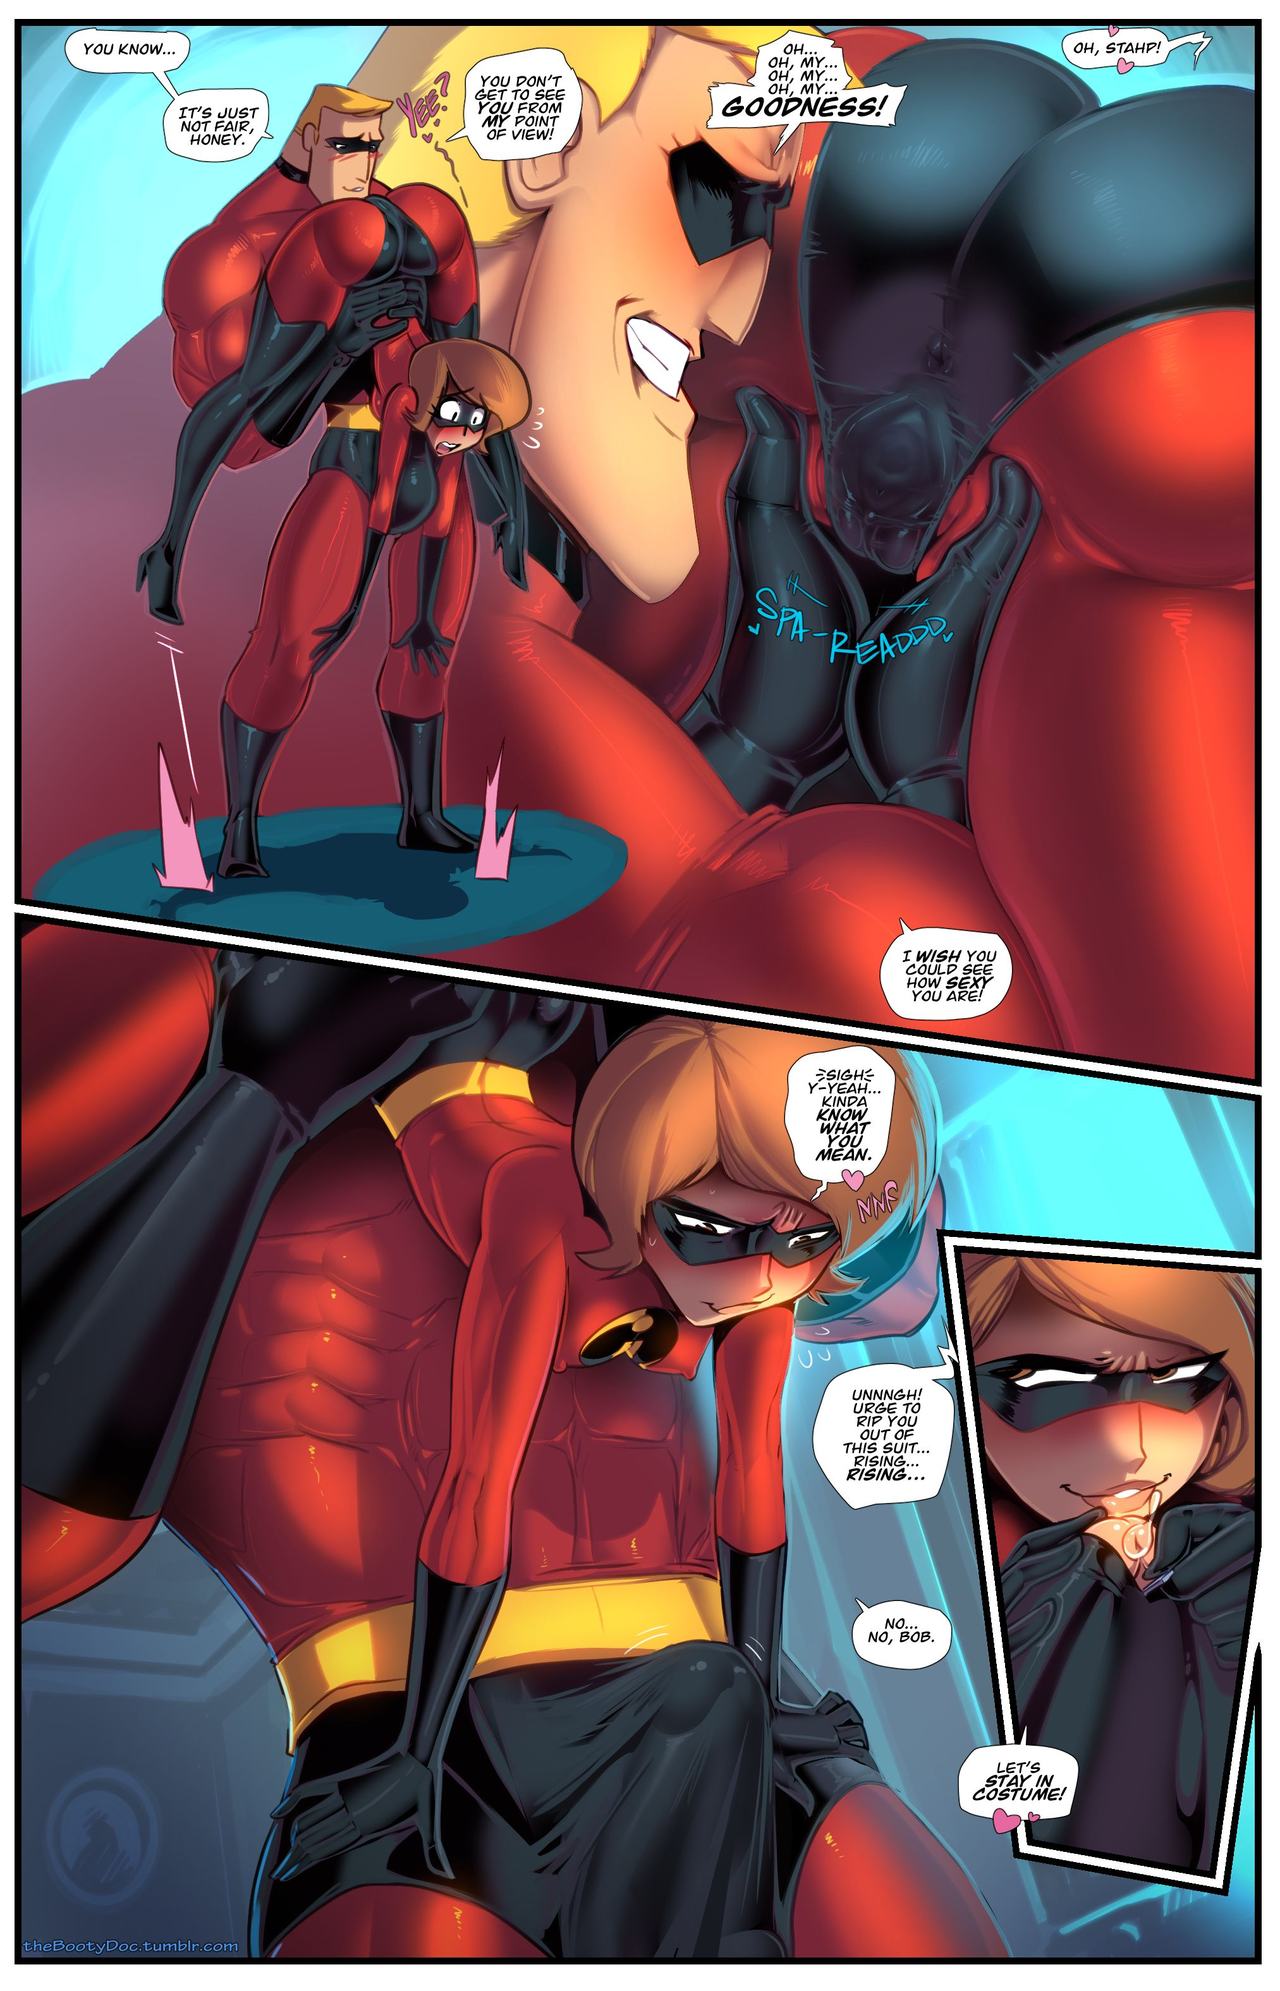 YOU KNOW...
IT'S JUST
NOT FAIR,
HONEY.
YEE?
YOU DON'T
GET TO SEE
YOU FROM
MY POINT
OF VIEW!
OH...
OH, MY...
OH, MY...
OH, MY...
GOODNESS!
OH, STAHP!
SPA-READDD
I WISH YOU
COULD SEE
HOW SEXY
YOU ARE!
SIGH
Y-YEAH...
KINDA
KNOW
WHAT
YOU
MEAN.
NNF
UNNNGH!
URGE TO
RIP YOU
OUT OF
THIS SUIT...
RISING...
RISING...
NO...
NO, BOB.
LET'S
STAY IN
COSTUME!
theBootyDoc.tumblr.com